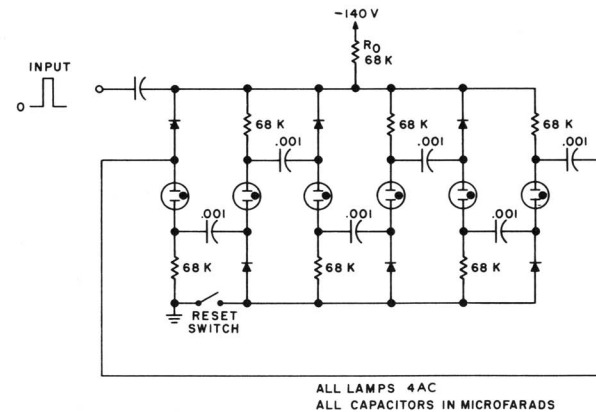 -140 V
R0
68 K
INPUT
0
68 K
68 K
68 K
.001
.001
.001
.001
.001
.001
68 K
68 K
68 K
RESET
SWITCH
ALL LAMPS 4AC
ALL CAPACITORS IN MICROFARADS